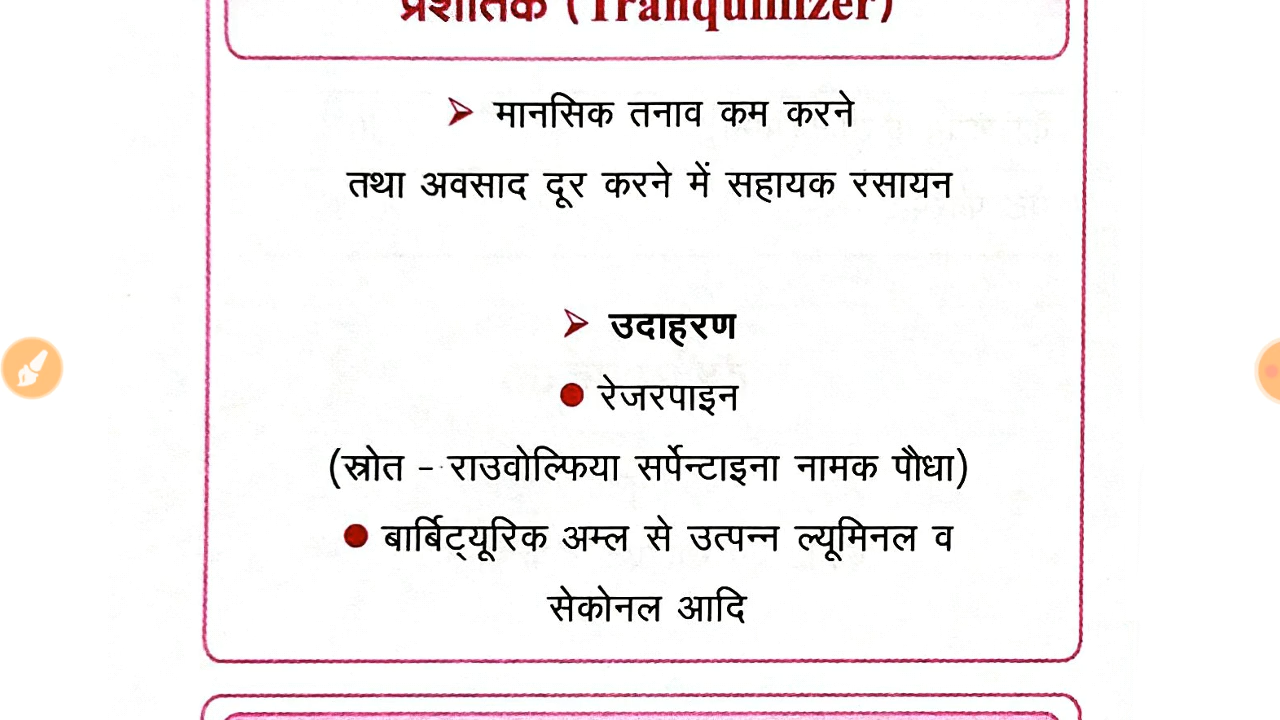 प्रशांतक (Tranquillizer)
➢ मानसिक तनाव कम करने
तथा अवसाद दूर करने में सहायक रसायन
➢ उदाहरण
● रेजरपाइन
(स्रोत - राउवोल्फिया सर्पेन्टाइना नामक पौधा)
● बार्बिट्यूरिक अम्ल से उत्पन्न ल्यूमिनल व
सेकोनल आदि